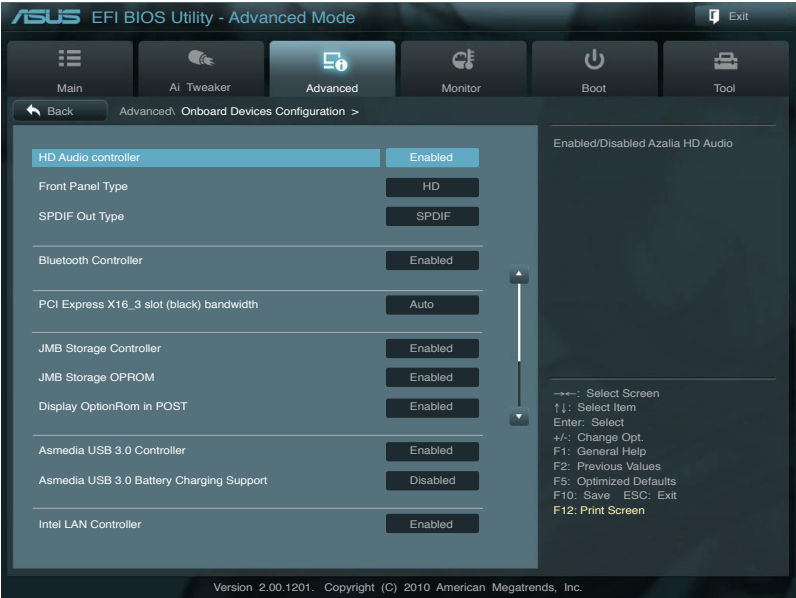 ASUS EFI BIOS Utility - Advanced Mode
Exit
Main
Ai Tweaker
Advanced
Monitor
Boot
Tool
Back
Advanced\ Onboard Devices Configuration >
HD Audio controller Enabled
Front Panel Type HD
SPDIF Out Type SPDIF
Bluetooth Controller Enabled
PCI Express X16_3 slot (black) bandwidth Auto
JMB Storage Controller Enabled
JMB Storage OPROM Enabled
Display OptionRom in POST Enabled
Asmedia USB 3.0 Controller Enabled
Asmedia USB 3.0 Battery Charging Support Disabled
Intel LAN Controller Enabled
Enabled/Disabled Azalia HD Audio
→←: Select Screen
↑↓: Select Item
Enter: Select
+/-: Change Opt.
F1: General Help
F2: Previous Values
F5: Optimized Defaults
F10: Save ESC: Exit
F12: Print Screen
Version 2.00.1201. Copyright (C) 2010 American Megatrends, Inc.